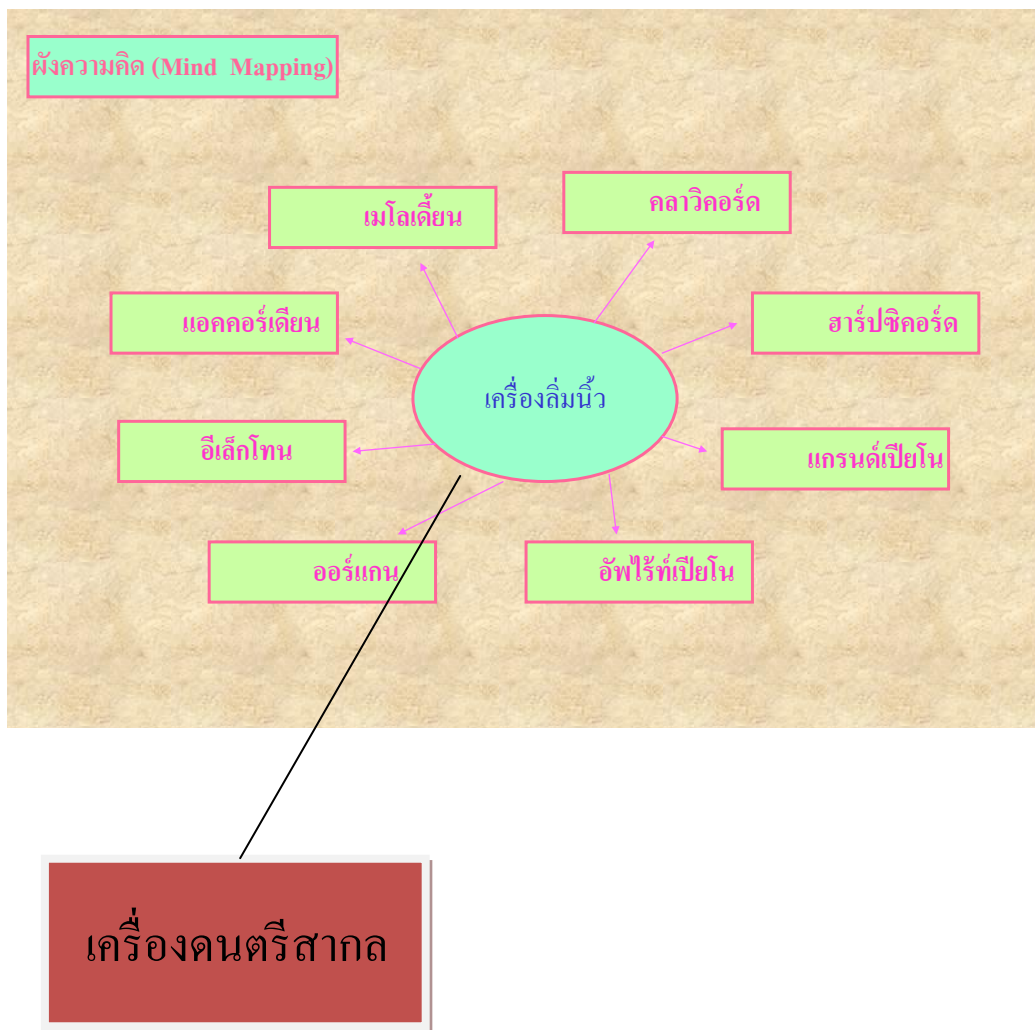 ผังความคิด (Mind Mapping)
เมโลเดี้ยน
คลาวิคอร์ด
แอคคอร์เดียน
ฮาร์ปซิคอร์ด
เครื่องลิ่มนิ้ว
อีเล็กโทน
แกรนด์เปียโน
ออร์แกน
อัพไร้ท์เปียโน
เครื่องดนตรีสากล